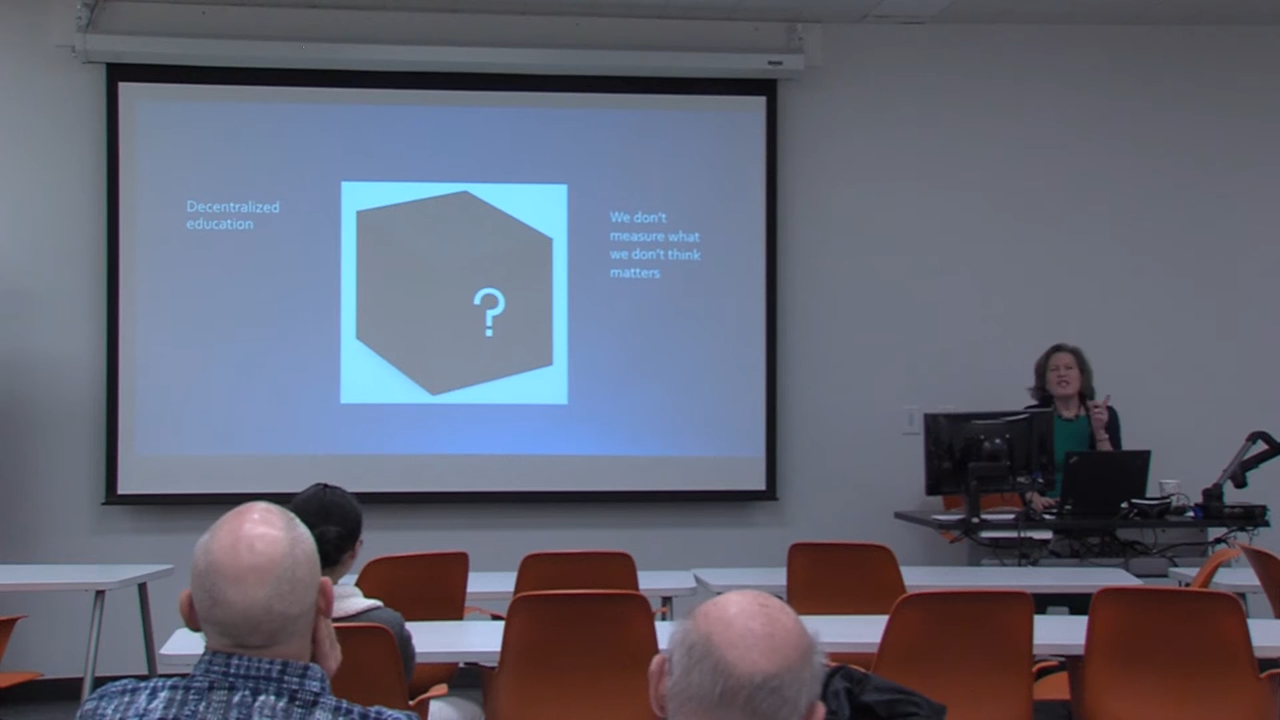 Decentralized
education
?
We don't
measure what
we don't think
matters